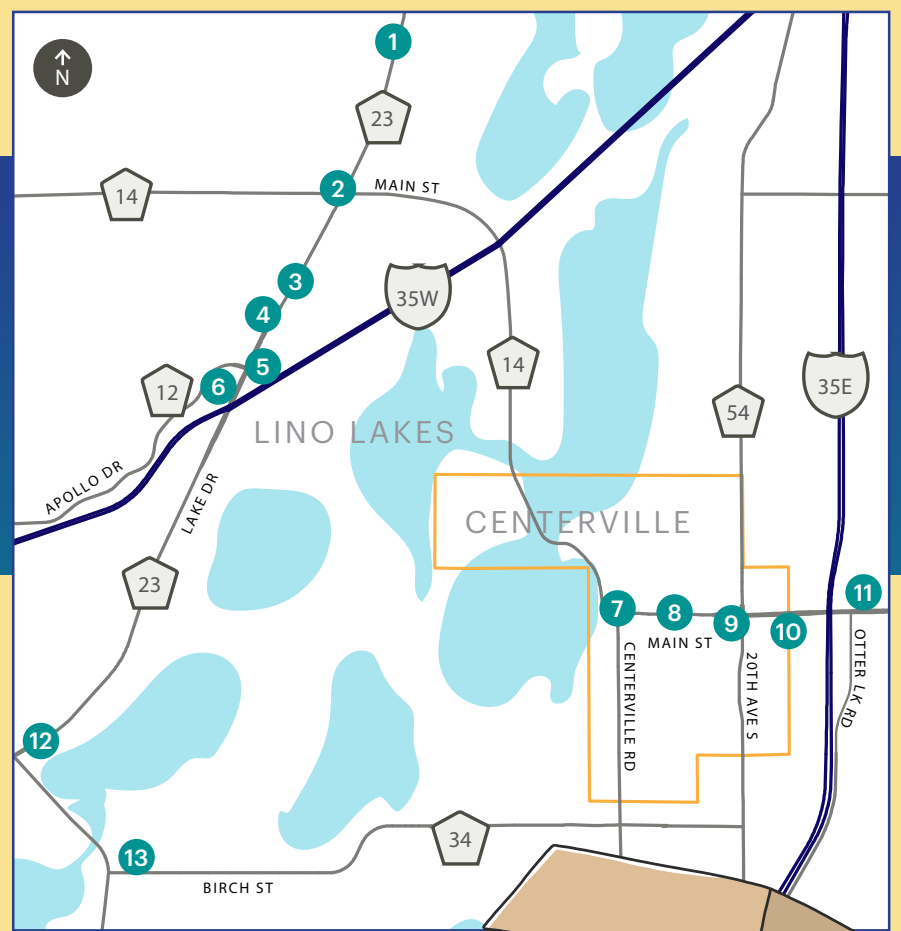 1
N
23
14
2
MAIN ST
3
35W
4
5
14
35E
6
12
54
LINO LAKES
APOLLO DR
LAKE DR
CENTERVILLE
23
7
8
9
10
11
MAIN ST
CENTERVILLE RD
20TH AVE S
OTTER LK RD
12
34
13
BIRCH ST